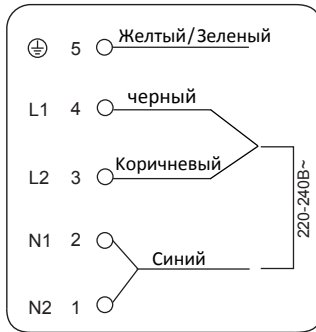 5 Желтый/Зеленый
L1 4 черный
L2 3 Коричневый
N1 2
Синий
N2 1
220-240В~